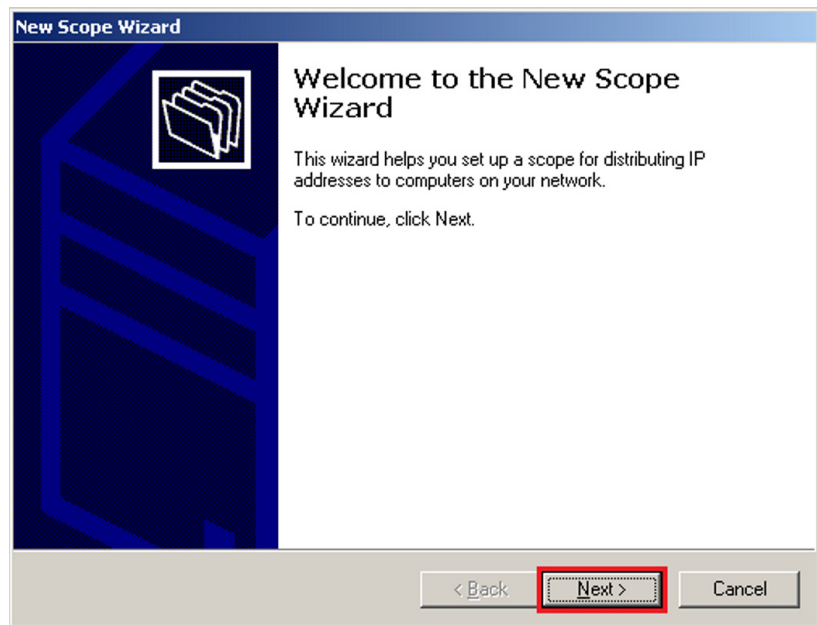 New Scope Wizard
Welcome to the New Scope
Wizard
This wizard helps you set up a scope for distributing IP
addresses to computers on your network.
To continue, click Next.
< Back
Next >
Cancel